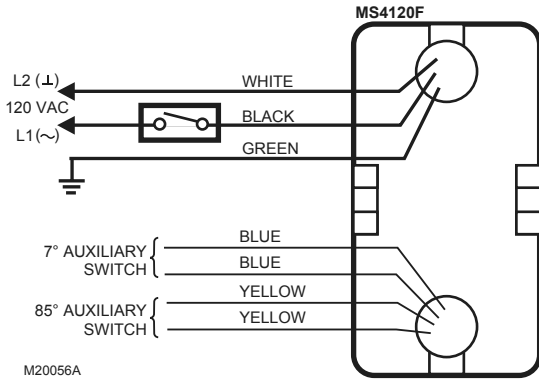 MS4120F
L2 (⊥)
WHITE
120 VAC
BLACK
L1 (~)
GREEN
7° AUXILIARY
SWITCH
BLUE
BLUE
85° AUXILIARY
SWITCH
YELLOW
YELLOW
M20056A